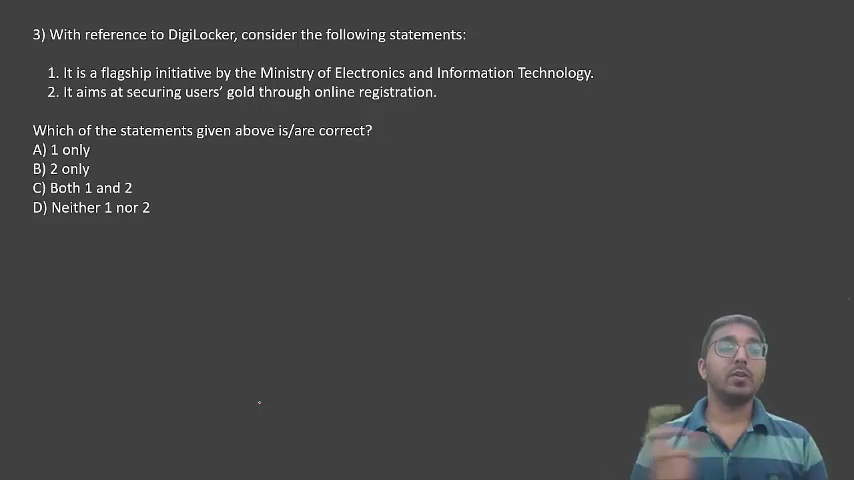 3) With reference to DigiLocker, consider the following statements:
1. It is a flagship initiative by the Ministry of Electronics and Information Technology.
2. It aims at securing users' gold through online registration.
Which of the statements given above is/are correct?
A) 1 only
B) 2 only
C) Both 1 and 2
D) Neither 1 nor 2